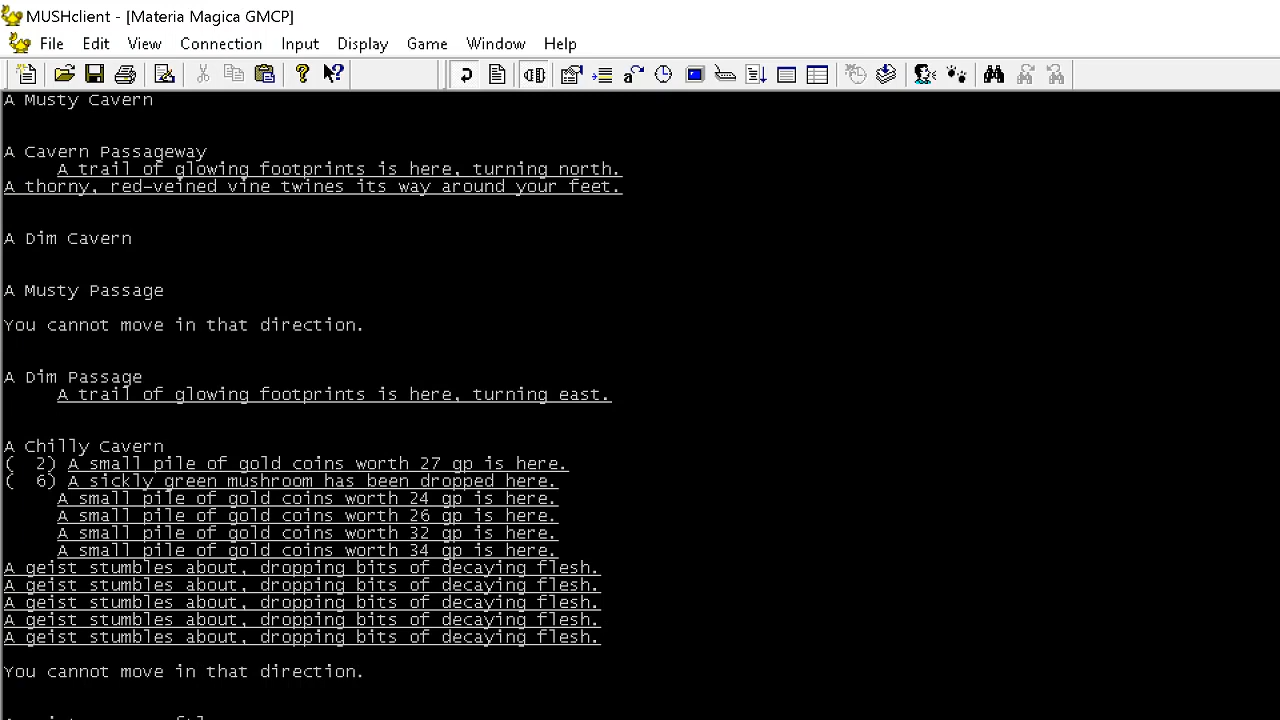 MUSHclient - [Materia Magica GMCP]
File Edit View Connection Input Display Game Window Help
A Musty Cavern
A Cavern Passageway
A trail of glowing footprints is here, turning north.
A thorny, red-veined vine twines its way around your feet.
A Dim Cavern
A Musty Passage
You cannot move in that direction.
A Dim Passage
A trail of glowing footprints is here, turning east.
A Chilly Cavern
( 2) A small pile of gold coins worth 27 gp is here.
( 6) A sickly green mushroom has been dropped here.
A small pile of gold coins worth 24 gp is here.
A small pile of gold coins worth 26 gp is here.
A small pile of gold coins worth 32 gp is here.
A small pile of gold coins worth 34 gp is here.
A geist stumbles about, dropping bits of decaying flesh.
A geist stumbles about, dropping bits of decaying flesh.
A geist stumbles about, dropping bits of decaying flesh.
A geist stumbles about, dropping bits of decaying flesh.
A geist stumbles about, dropping bits of decaying flesh.
You cannot move in that direction.